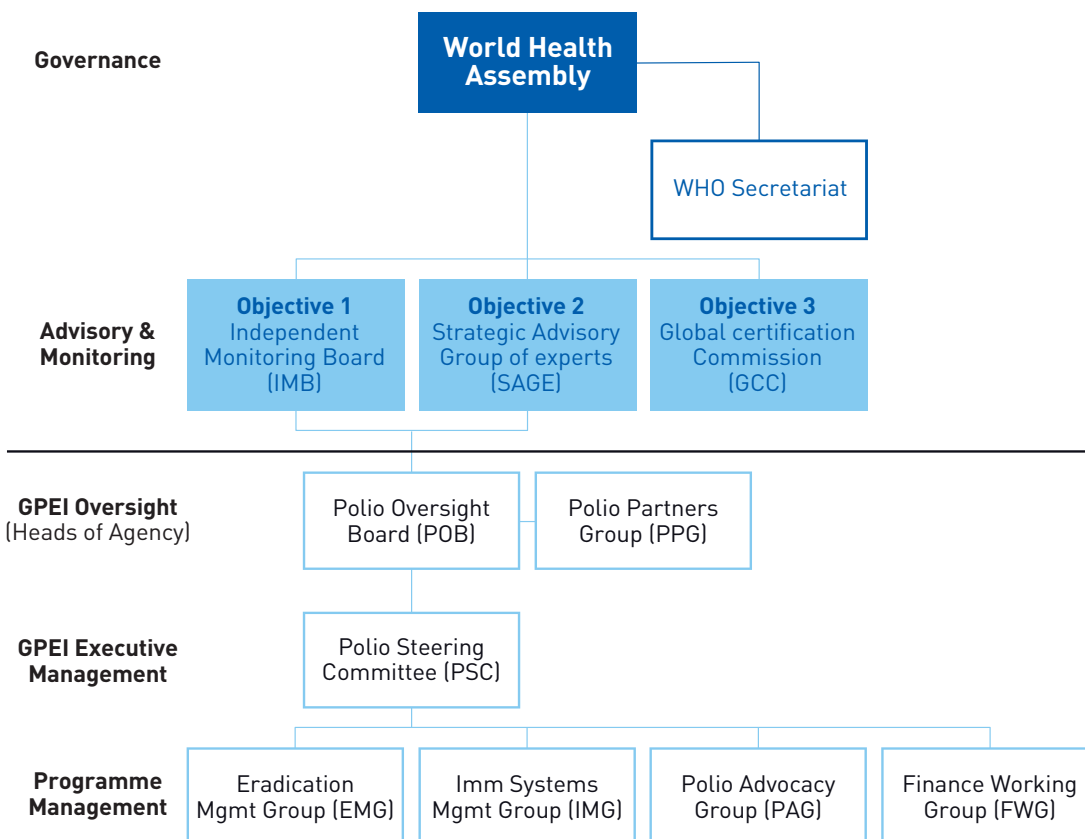 Governance
World Health
Assembly
WHO Secretariat
Advisory &
Monitoring
Objective 1
Independent
Monitoring Board
(IMB)
Objective 2
Strategic Advisory
Group of experts
(SAGE)
Objective 3
Global certification
Commission
(GCC)
GPEI Oversight
(Heads of Agency)
Polio Oversight
Board (POB)
Polio Partners
Group (PPG)
GPEI Executive
Management
Polio Steering
Committee (PSC)
Programme
Management
Eradication
Mgmt Group (EMG)
Imm Systems
Mgmt Group (IMG)
Polio Advocacy
Group (PAG)
Finance Working
Group (FWG)